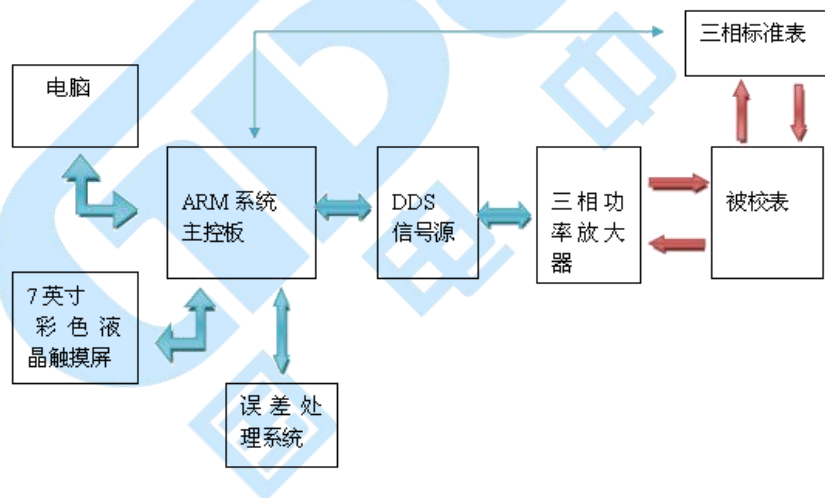 三相标准表
电脑
ARM 系统
主控板
DDS
信号源
三相功
率放大
器
被校表
7 英寸
彩色液
晶触摸屏
误差处
理系统